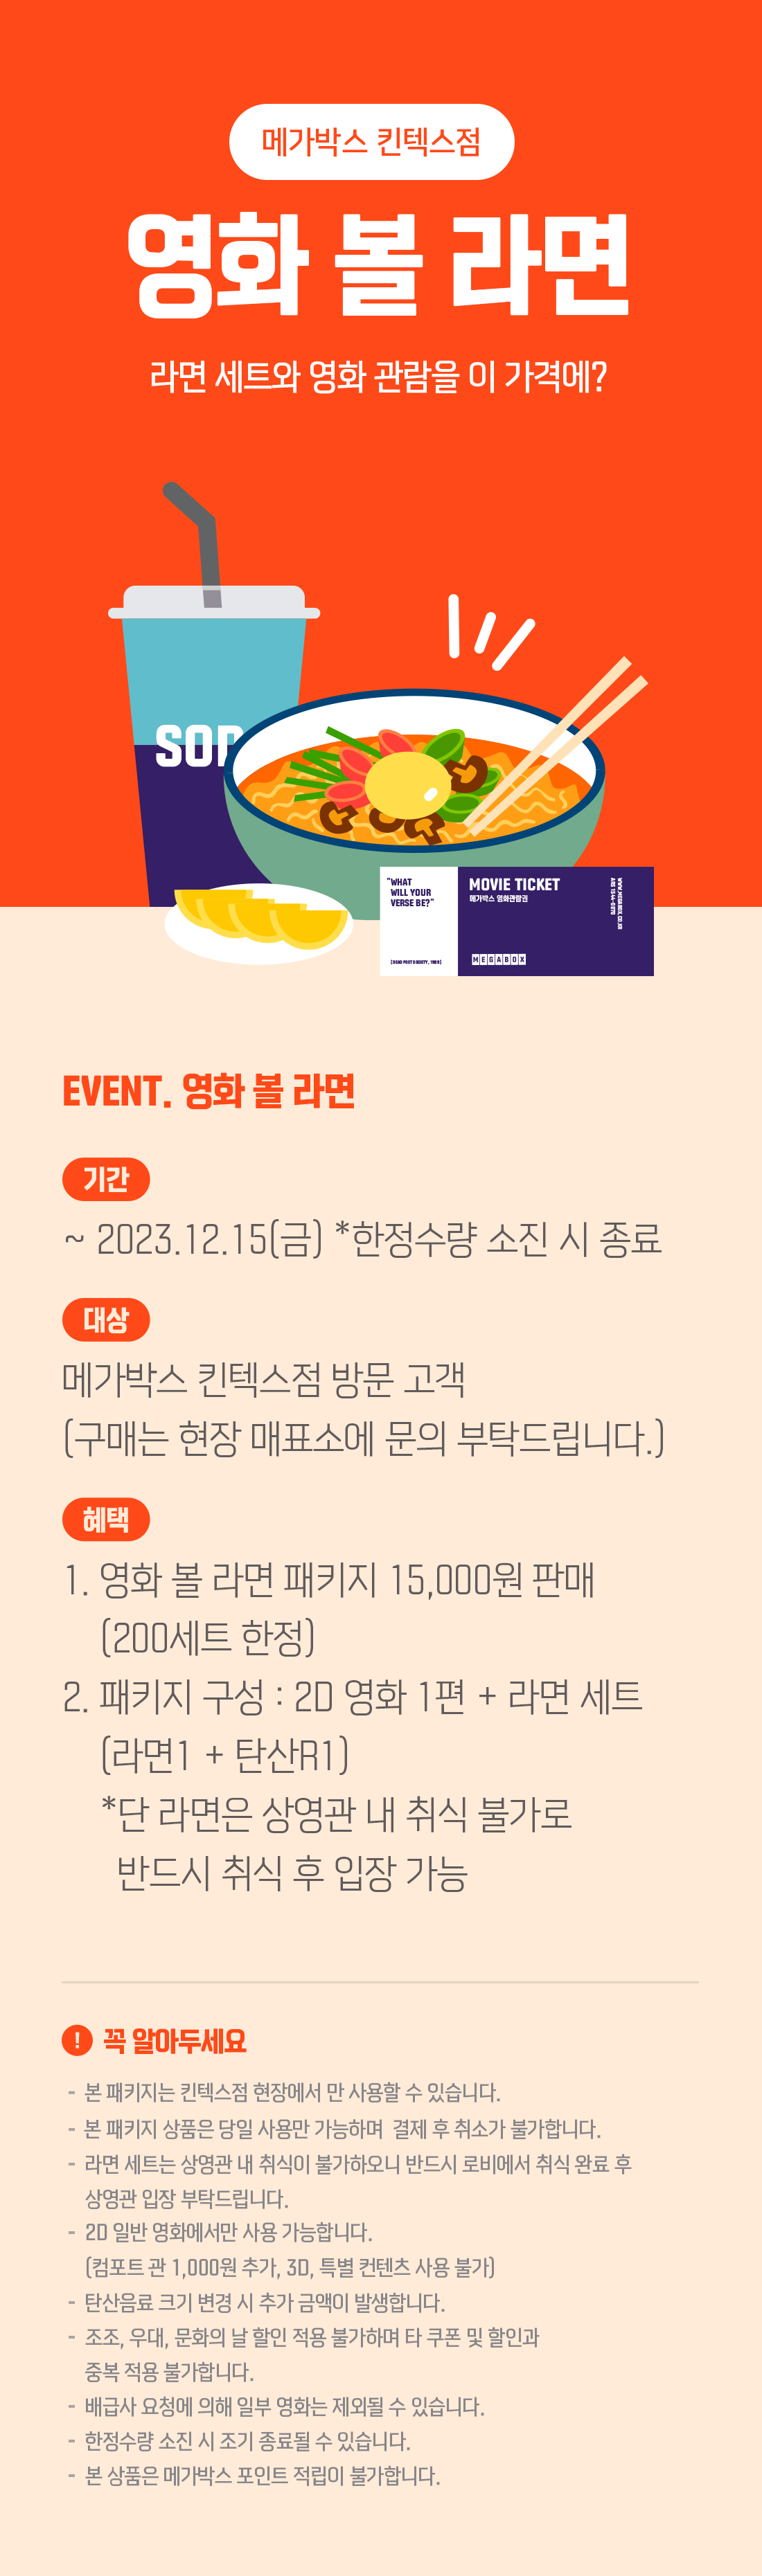 메가박스 킨텍스점
영화 볼 라면
라면 세트와 영화 관람을 이 가격에?
"WHAT
WILL YOUR
VERSE BE?"
[DEAD POET SOCIETY, 1989]
MOVIE TICKET
메가박스 영화관람권
MEGABOX
WWW.MEGABOX.CO.KR
ARS 1544-0070
EVENT. 영화 볼 라면
기간
~ 2023.12.15(금) *한정수량 소진 시 종료
대상
메가박스 킨텍스점 방문 고객
(구매는 현장 매표소에 문의 부탁드립니다.)
혜택
1. 영화 볼 라면 패키지 15,000원 판매
(200세트 한정)
2. 패키지 구성 : 2D 영화 1편 + 라면 세트
(라면1 + 탄산R1)
*단 라면은 상영관 내 취식 불가로
반드시 취식 후 입장 가능
! 꼭 알아두세요
- 본 패키지는 킨텍스점 현장에서 만 사용할 수 있습니다.
- 본 패키지 상품은 당일 사용만 가능하며 결제 후 취소가 불가합니다.
- 라면 세트는 상영관 내 취식이 불가하오니 반드시 로비에서 취식 완료 후
상영관 입장 부탁드립니다.
- 2D 일반 영화에서만 사용 가능합니다.
(컴포트 관 1,000원 추가, 3D, 특별 컨텐츠 사용 불가)
- 탄산음료 크기 변경 시 추가 금액이 발생합니다.
- 조조, 우대, 문화의 날 할인 적용 불가하며 타 쿠폰 및 할인과
중복 적용 불가합니다.
- 배급사 요청에 의해 일부 영화는 제외될 수 있습니다.
- 한정수량 소진 시 조기 종료될 수 있습니다.
- 본 상품은 메가박스 포인트 적립이 불가합니다.